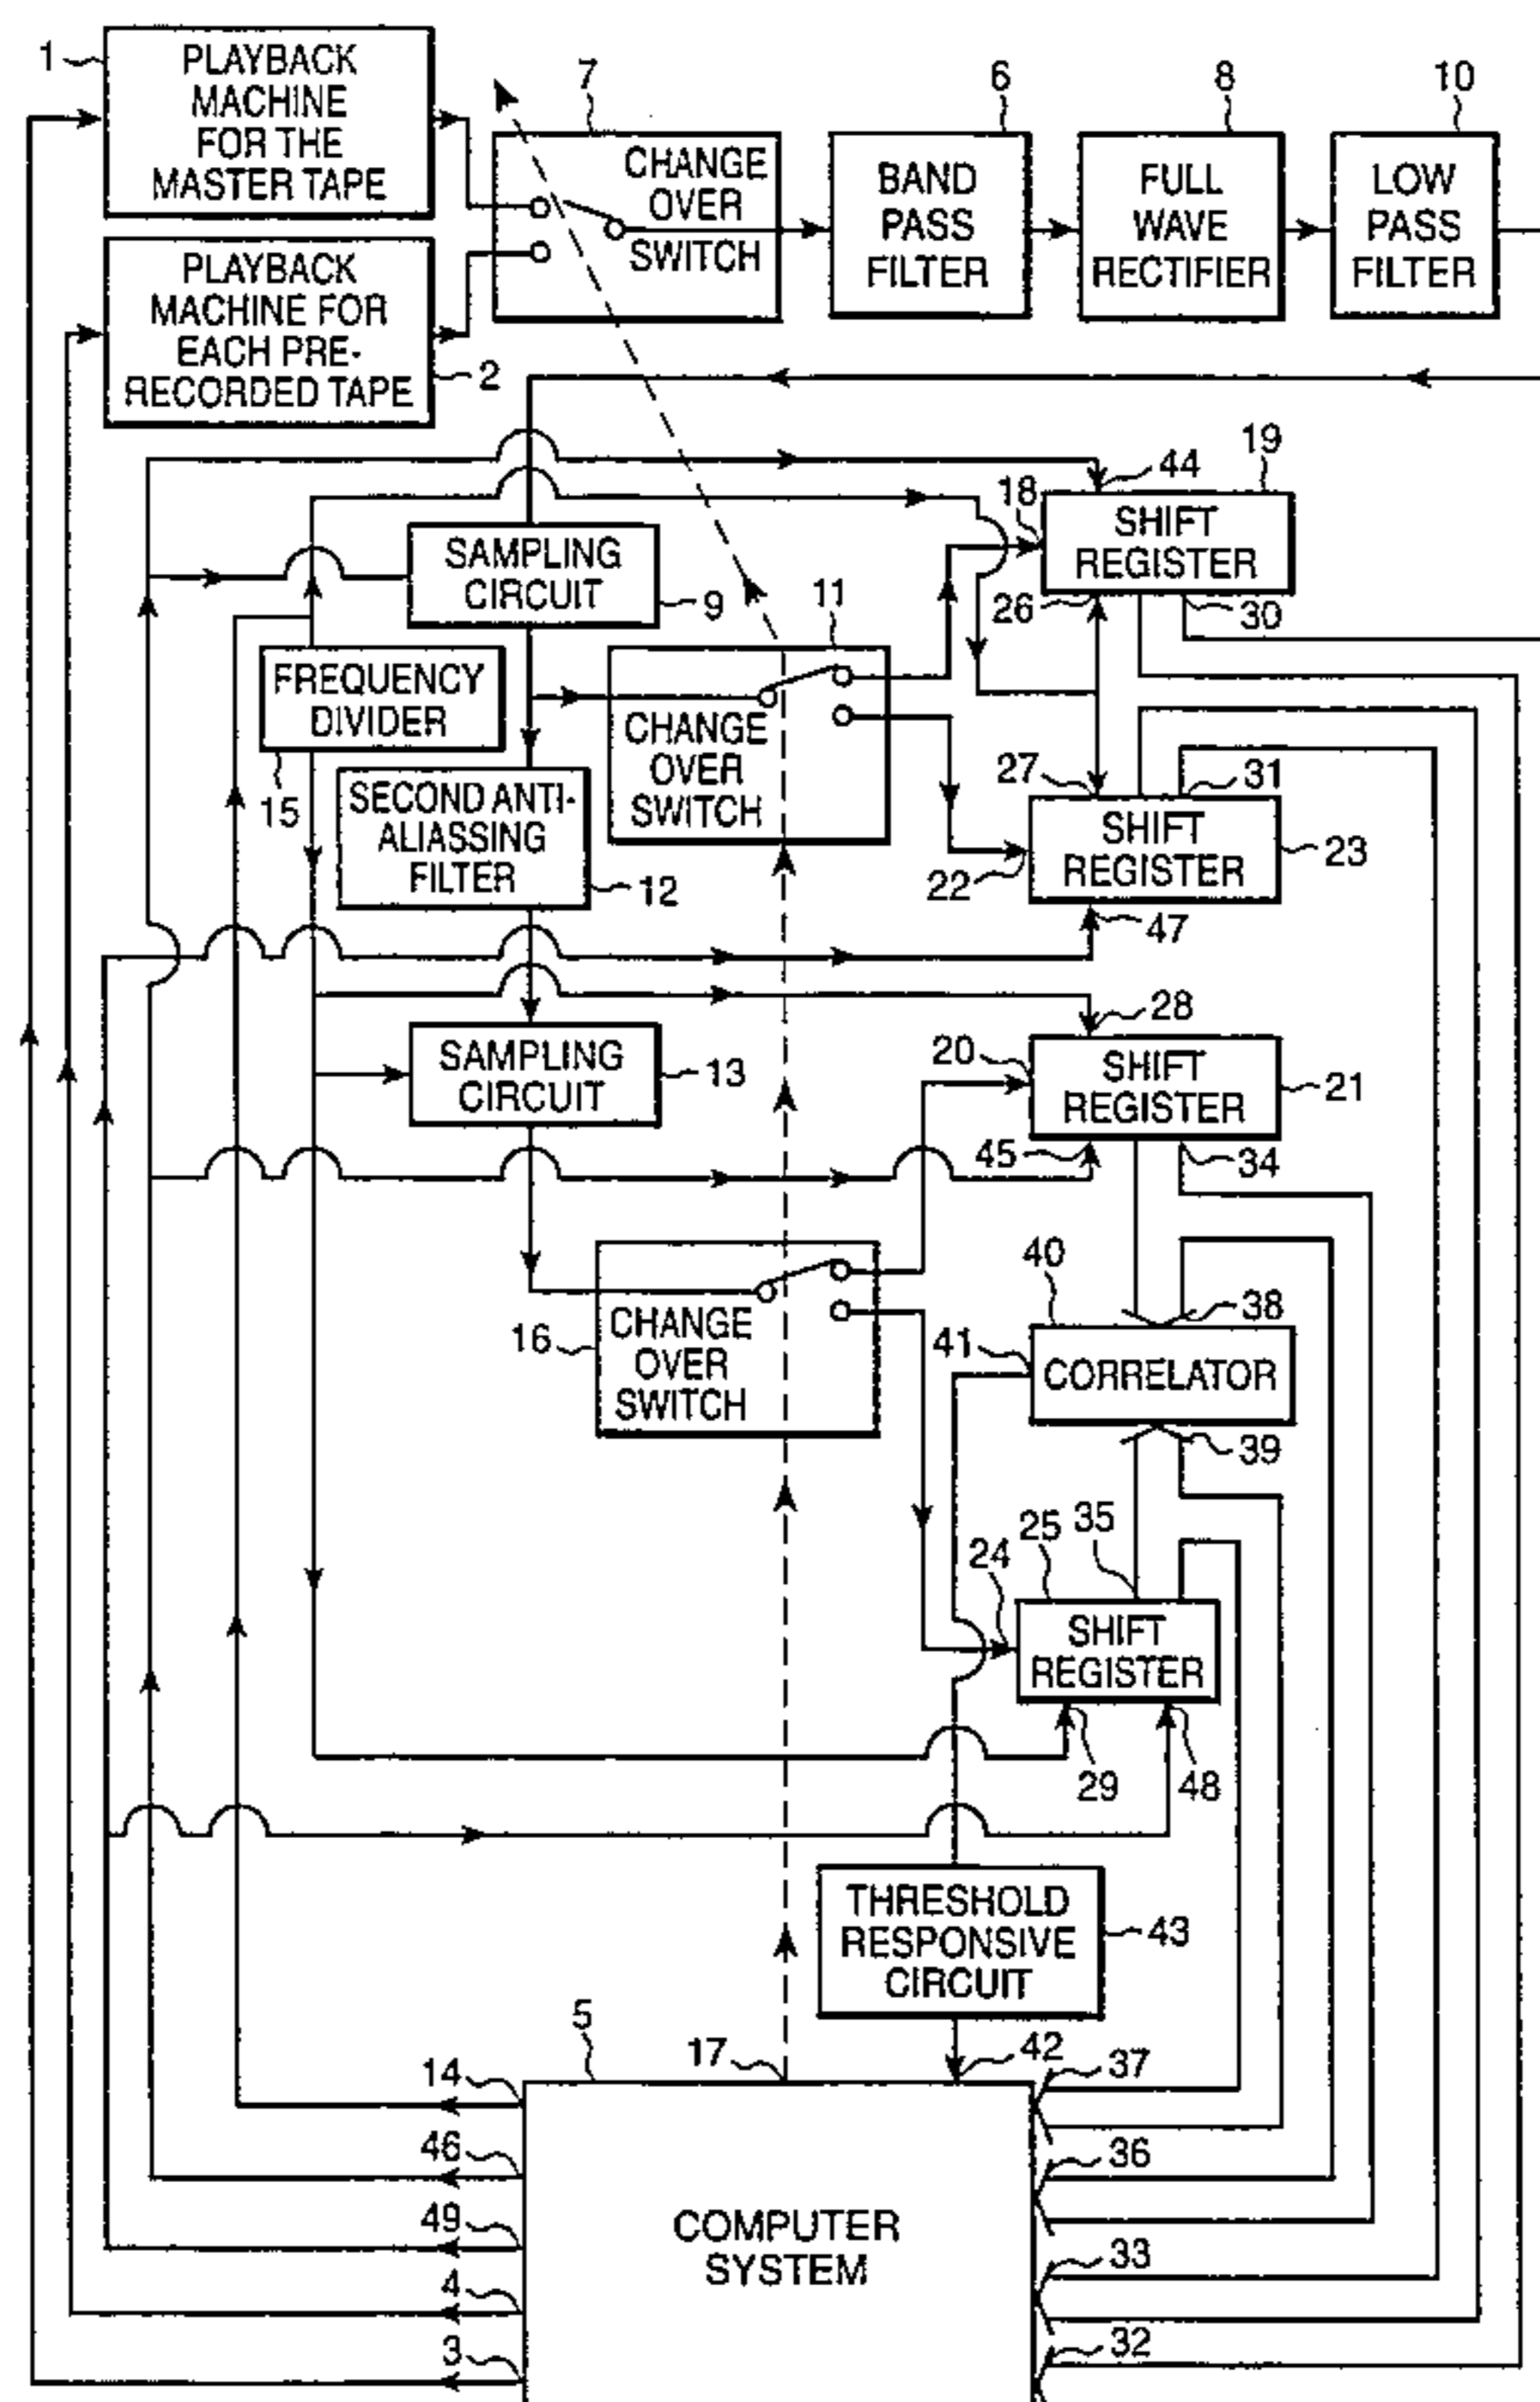 1
PLAYBACK
MACHINE
FOR THE
MASTER TAPE
7
CHANGE
OVER
SWITCH
6
BAND
PASS
FILTER
8
FULL
WAVE
RECTIFIER
10
LOW
PASS
FILTER
PLAYBACK
MACHINE FOR
EACH PRE-
RECORDED TAPE
2
19
44
18
SHIFT
REGISTER
26
30
SAMPLING
CIRCUIT
9
11
FREQUENCY
DIVIDER
15
CHANGE
OVER
SWITCH
SECOND ANTI-
ALIASSING
FILTER
12
27
31
SHIFT
REGISTER
23
22
47
28
SAMPLING
CIRCUIT
13
20
SHIFT
REGISTER
21
45
34
16
CHANGE
OVER
SWITCH
40
38
41
CORRELATOR
39
25
35
24
SHIFT
REGISTER
29
48
THRESHOLD
RESPONSIVE
CIRCUIT
43
5
17
42
37
14
46
36
49
COMPUTER
SYSTEM
4
33
3
32